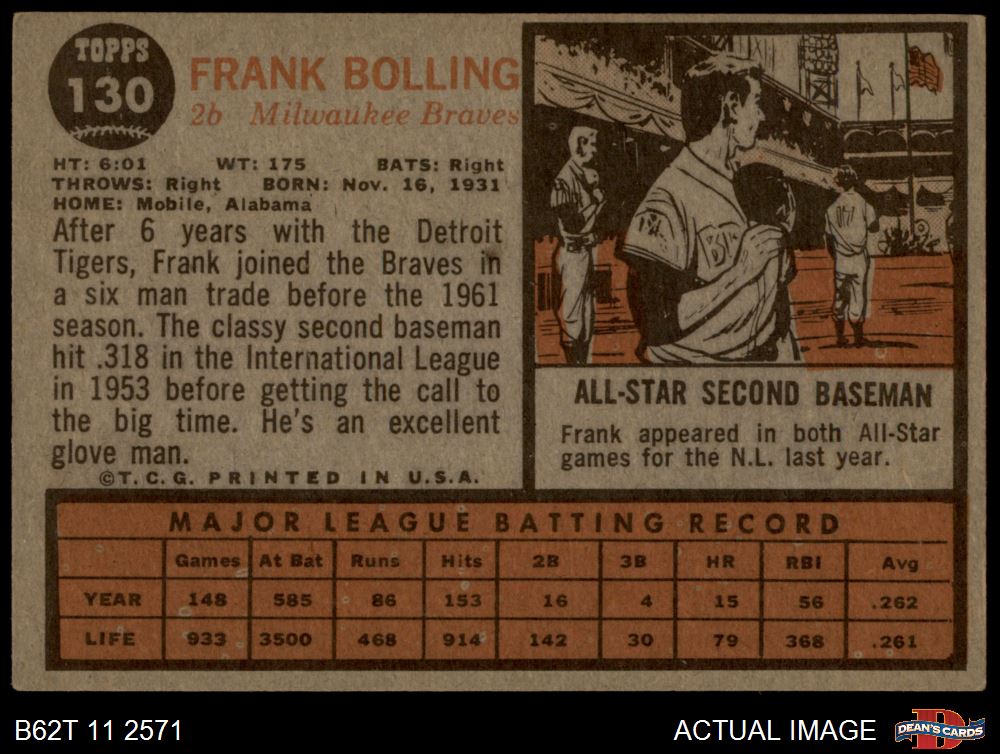 TOPPS
130
FRANK BOLLING
2b Milwaukee Braves
HT: 6:01 WT: 175 BATS: Right
THROWS: Right BORN: Nov. 16, 1931
HOME: Mobile, Alabama
After 6 years with the Detroit
Tigers, Frank joined the Braves in
a six man trade before the 1961
season. The classy second baseman
hit .318 in the International League
in 1953 before getting the call to
the big time. He's an excellent
glove man.
©T.C.G. PRINTED IN U.S.A.
ALL-STAR SECOND BASEMAN
Frank appeared in both All-Star
games for the N.L. last year.
MAJOR LEAGUE BATTING RECORD
Games At Bat Runs Hits 2B 3B HR RBI Avg
YEAR 148 585 86 153 16 4 15 56 .262
LIFE 933 3500 468 914 142 30 79 368 .261
B62T 11 2571
ACTUAL IMAGE
DEAN'S CARDS